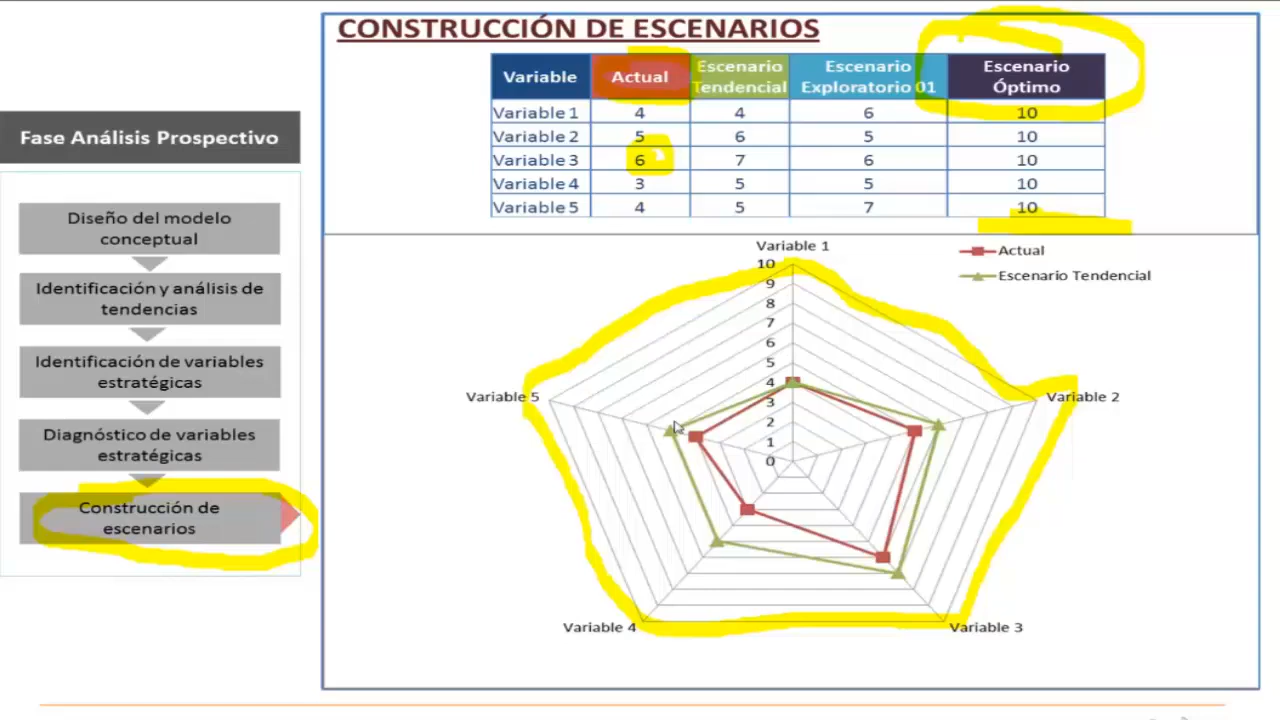 CONSTRUCCIÓN DE ESCENARIOS
Variable Actual Escenario Tendencial Escenario Exploratorio 01 Escenario Óptimo
Variable 1 4 4 6 10
Variable 2 5 6 5 10
Variable 3 6 7 6 10
Variable 4 3 5 5 10
Variable 5 4 5 7 10
Fase Análisis Prospectivo
Diseño del modelo
conceptual
Identificación y análisis de
tendencias
Identificación de variables
estratégicas
Diagnóstico de variables
estratégicas
Construcción de
escenarios
Variable 1
Actual
Escenario Tendencial
10
9
8
7
6
5
4
3
2
1
0
Variable 5
Variable 2
Variable 4
Variable 3